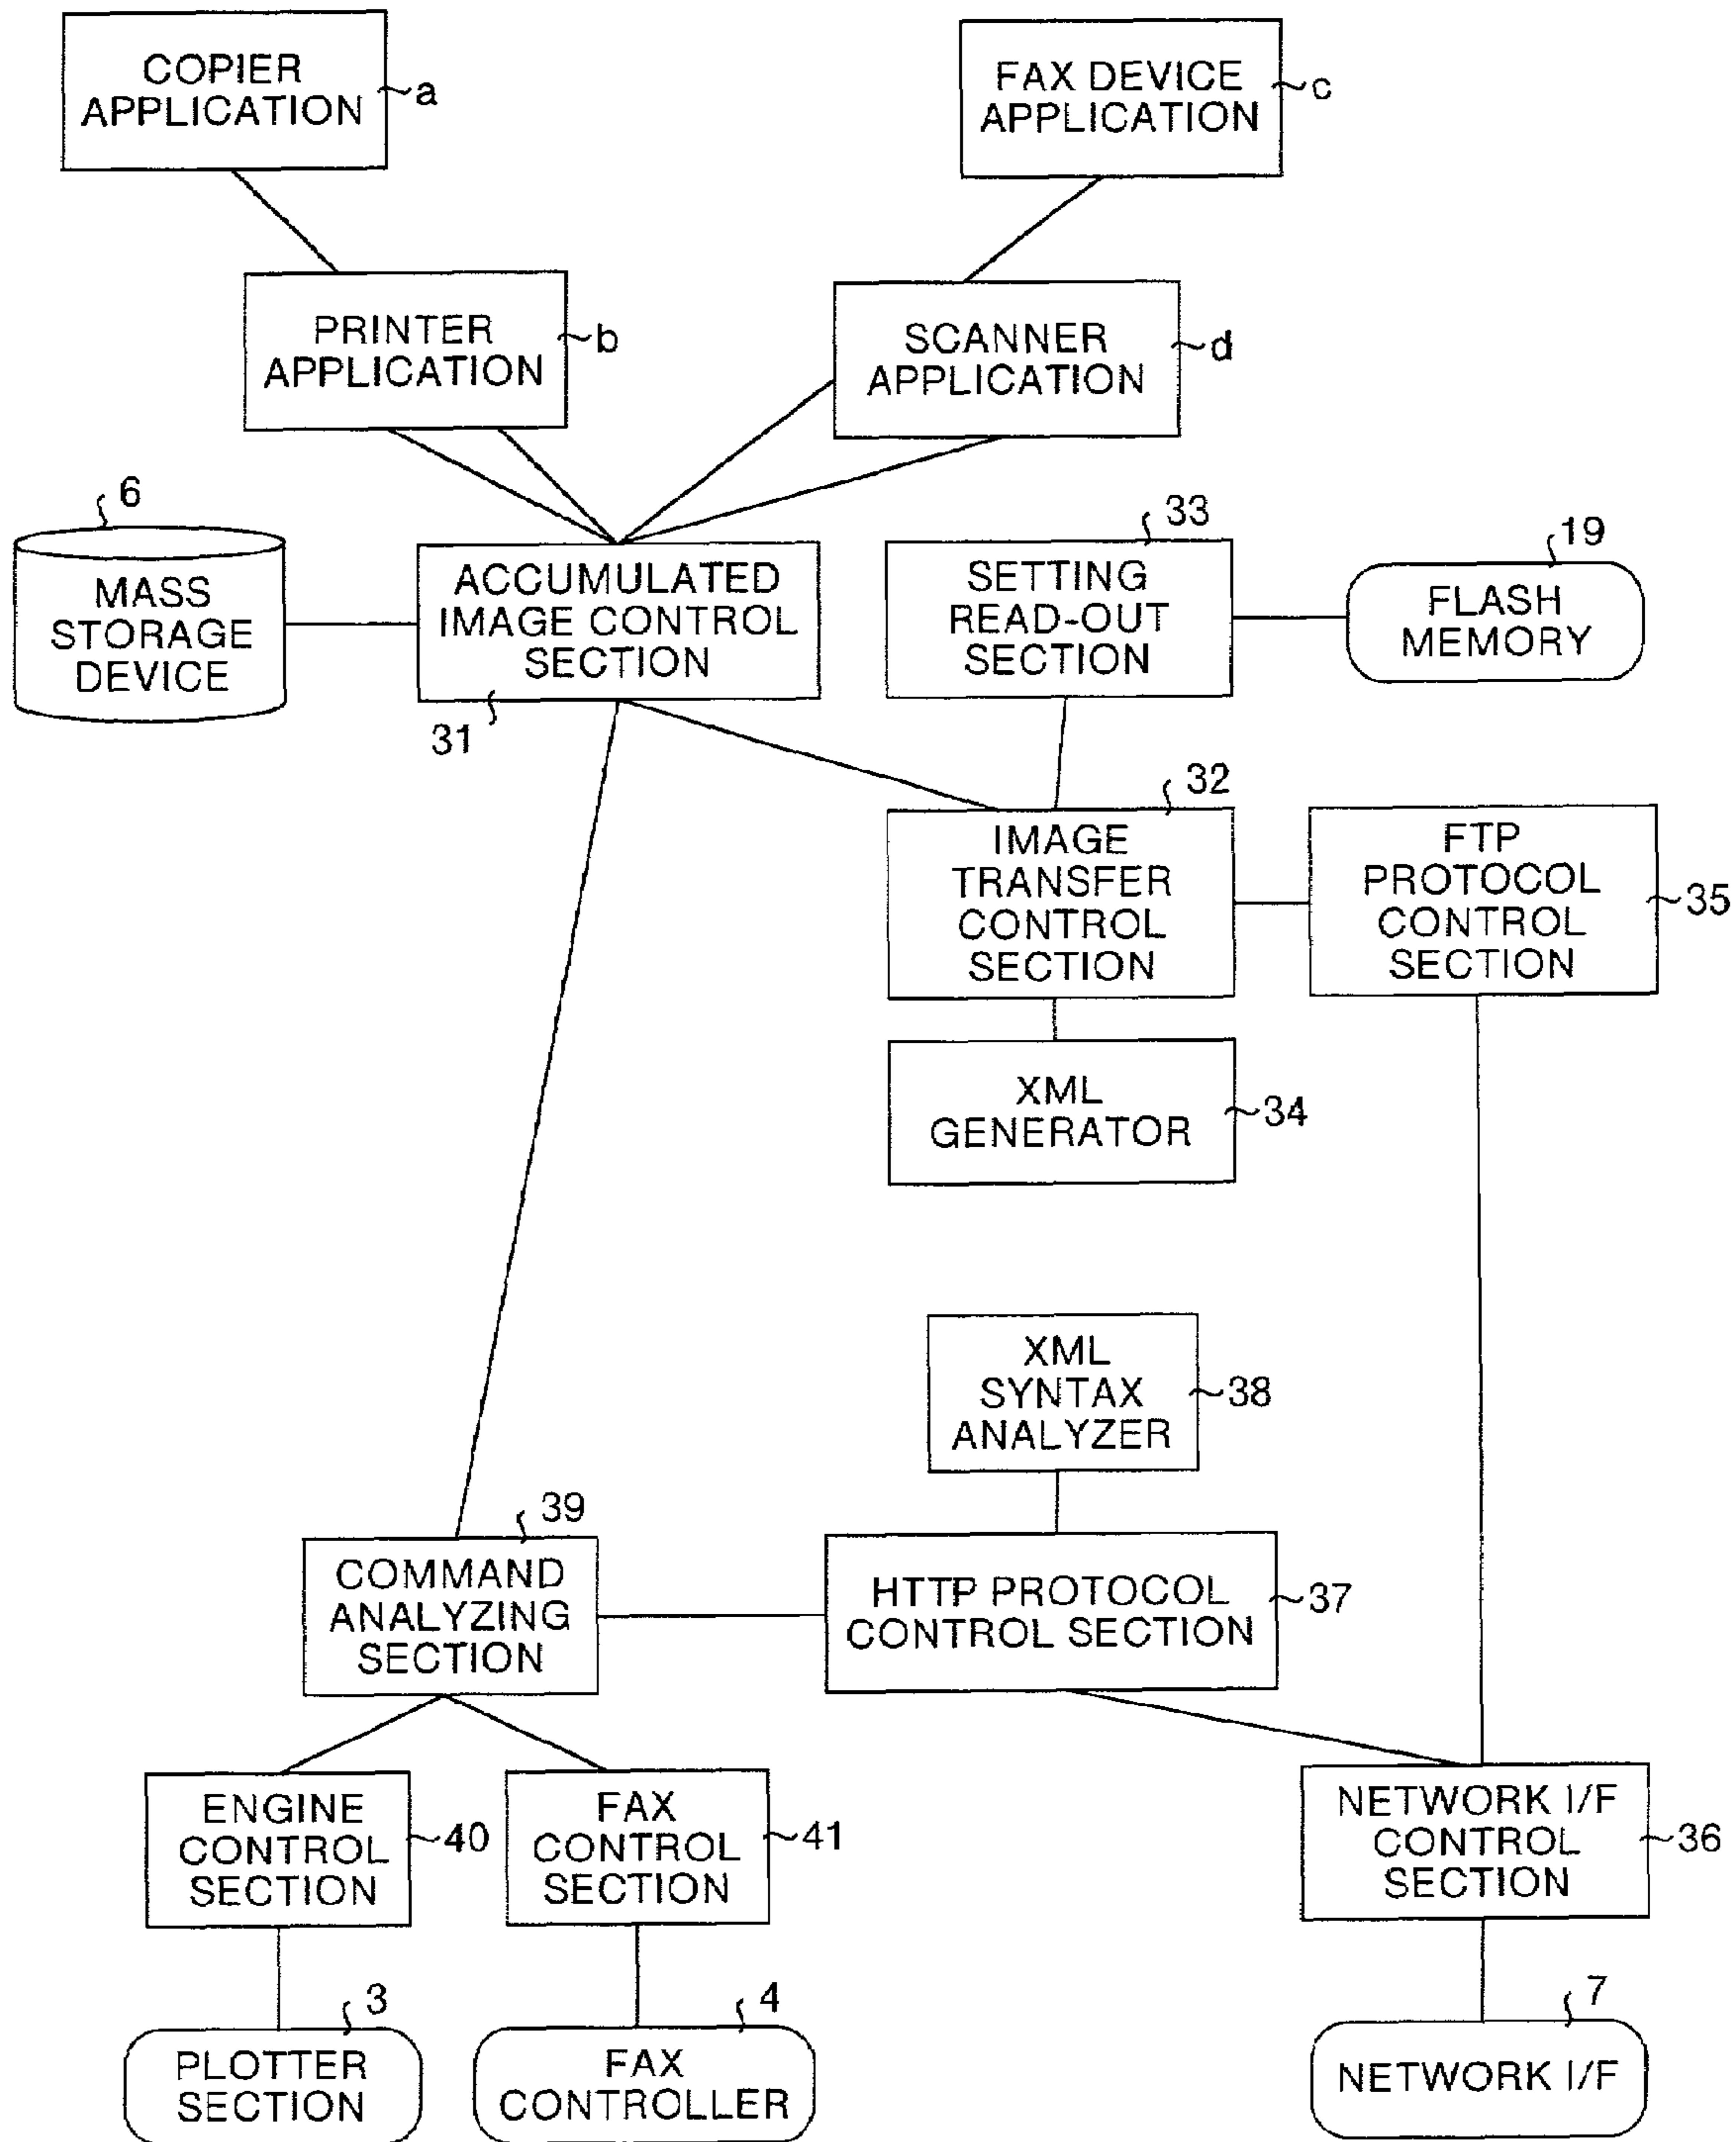 COPIER
APPLICATION
a
FAX DEVICE
APPLICATION
c
PRINTER
APPLICATION
b
SCANNER
APPLICATION
d
6
MASS
STORAGE
DEVICE
ACCUMULATED
IMAGE CONTROL
SECTION
31
33
SETTING
READ-OUT
SECTION
19
FLASH
MEMORY
32
IMAGE
TRANSFER
CONTROL
SECTION
FTP
PROTOCOL
CONTROL
SECTION
35
XML
GENERATOR
34
XML
SYNTAX
ANALYZER
38
39
COMMAND
ANALYZING
SECTION
HTTP PROTOCOL
CONTROL SECTION
37
ENGINE
CONTROL
SECTION
40
FAX
CONTROL
SECTION
41
NETWORK I/F
CONTROL
SECTION
36
3
PLOTTER
SECTION
4
FAX
CONTROLLER
7
NETWORK I/F